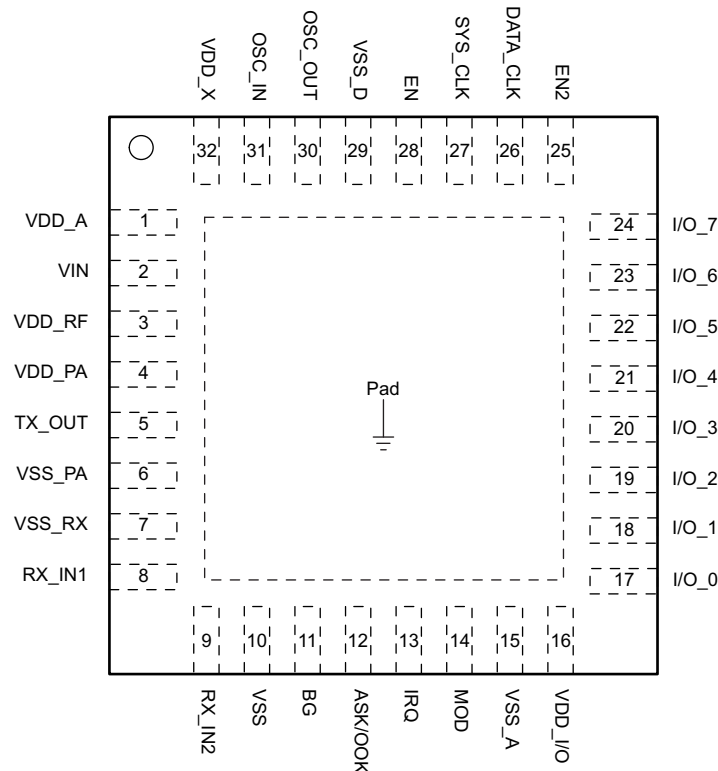 VDD_X
OSC_IN
OSC_OUT
VSS_D
EN
SYS_CLK
DATA_CLK
EN2
32 31 30 29 28 27 26 25
VDD_A 1
VIN 2
VDD_RF 3
VDD_PA 4
TX_OUT 5
VSS_PA 6
VSS_RX 7
RX_IN1 8
Pad
24 I/O_7
23 I/O_6
22 I/O_5
21 I/O_4
20 I/O_3
19 I/O_2
18 I/O_1
17 I/O_0
9 10 11 12 13 14 15 16
RX_IN2
VSS
BG
ASK/OOK
IRQ
MOD
VSS_A
VDD_I/O